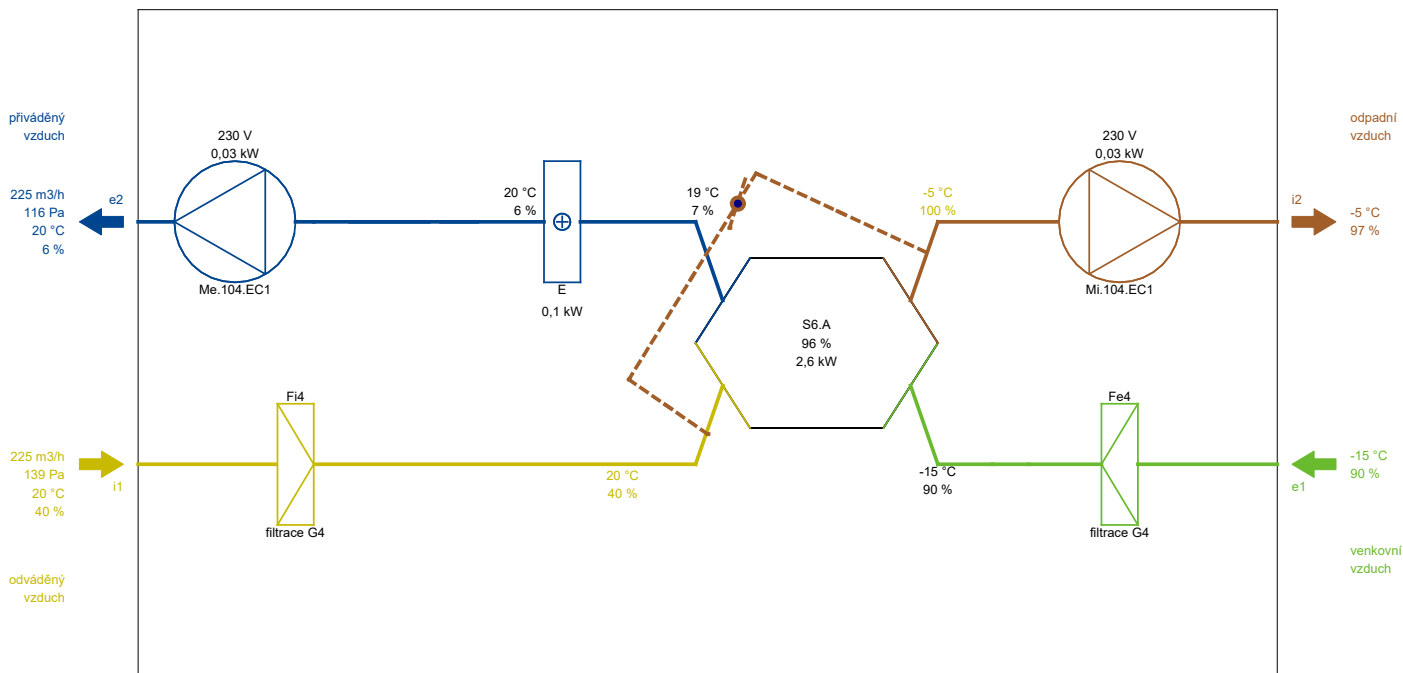 přiváděný
vzduch
230 V
0,03 kW
230 V
0,03 kW
odpadní
vzduch
225 m3/h
116 Pa
20 °C
6 %
e2
20 °C
6 %
19 °C
7 %
-5 °C
100 %
i2
-5 °C
97 %
Me.104.EC1
E
0,1 kW
Mi.104.EC1
S6.A
96 %
2,6 kW
Fi4
Fe4
225 m3/h
139 Pa
20 °C
40 %
i1
20 °C
40 %
-15 °C
90 %
-15 °C
90 %
e1
filtrace G4
filtrace G4
odváděný
vzduch
venkovní
vzduch